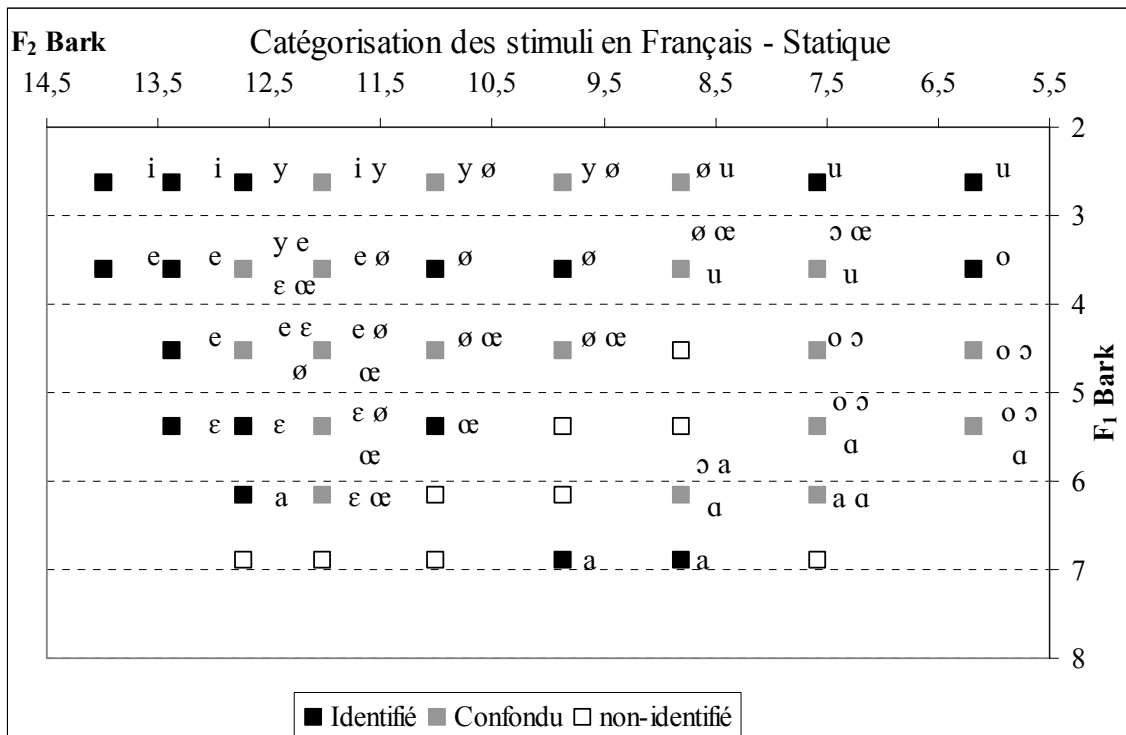 F₂ Bark Catégorisation des stimuli en Français - Statique
14,5 13,5 12,5 11,5 10,5 9,5 8,5 7,5 6,5 5,5
2
i i y i y y ø y ø ø u u u
3
e e y e e ø ø ø ø œ ɔ œ o
ɛ œ u u
4
e e ɛ e ø ø œ ø œ o ɔ o ɔ
ø œ
5
F₁ Bark
ɛ ɛ ɛ ø œ o ɔ o ɔ
œ ɑ ɑ
6
a ɛ œ ɔ a a ɑ
ɑ
a a
7
8
Identifié Confondu non-identifié